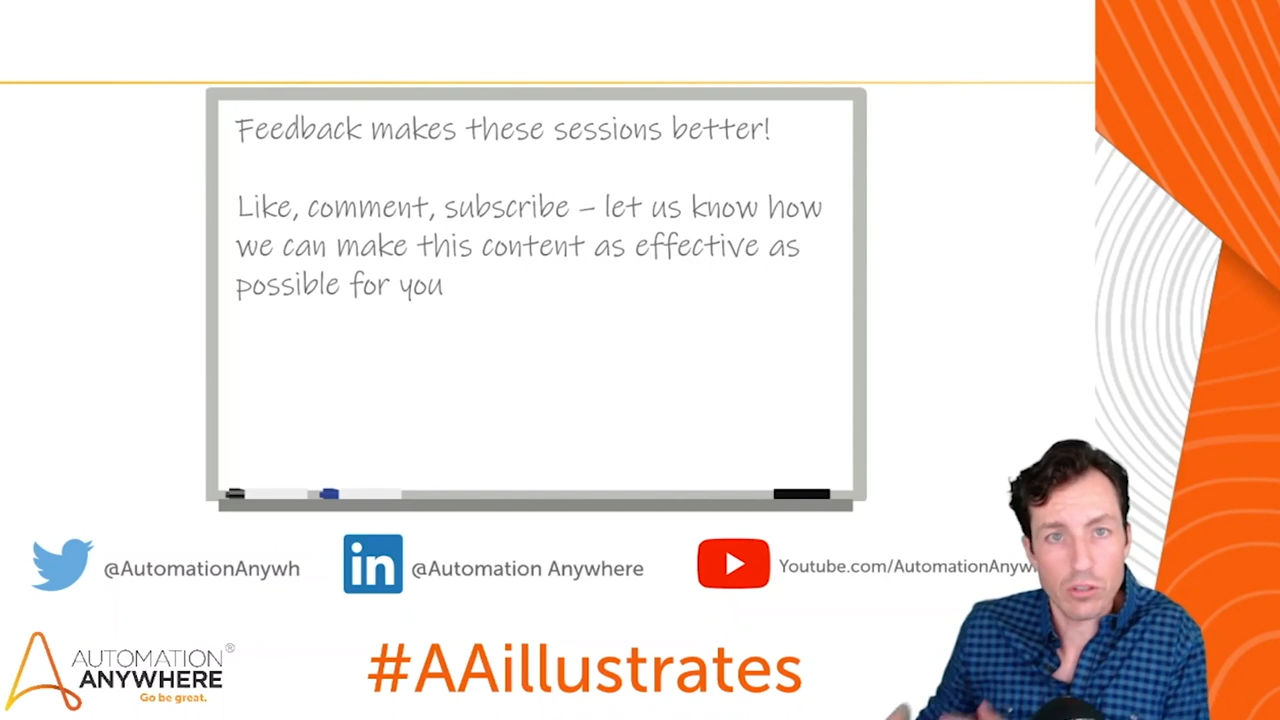 Feedback makes these sessions better!
Like, comment, subscribe – let us know how
we can make this content as effective as
possible for you
@AutomationAnywh
in
@Automation Anywhere
Youtube.com/AutomationAnyw
AUTOMATION®
ANYWHERE
Go be great.
#AAillustrates